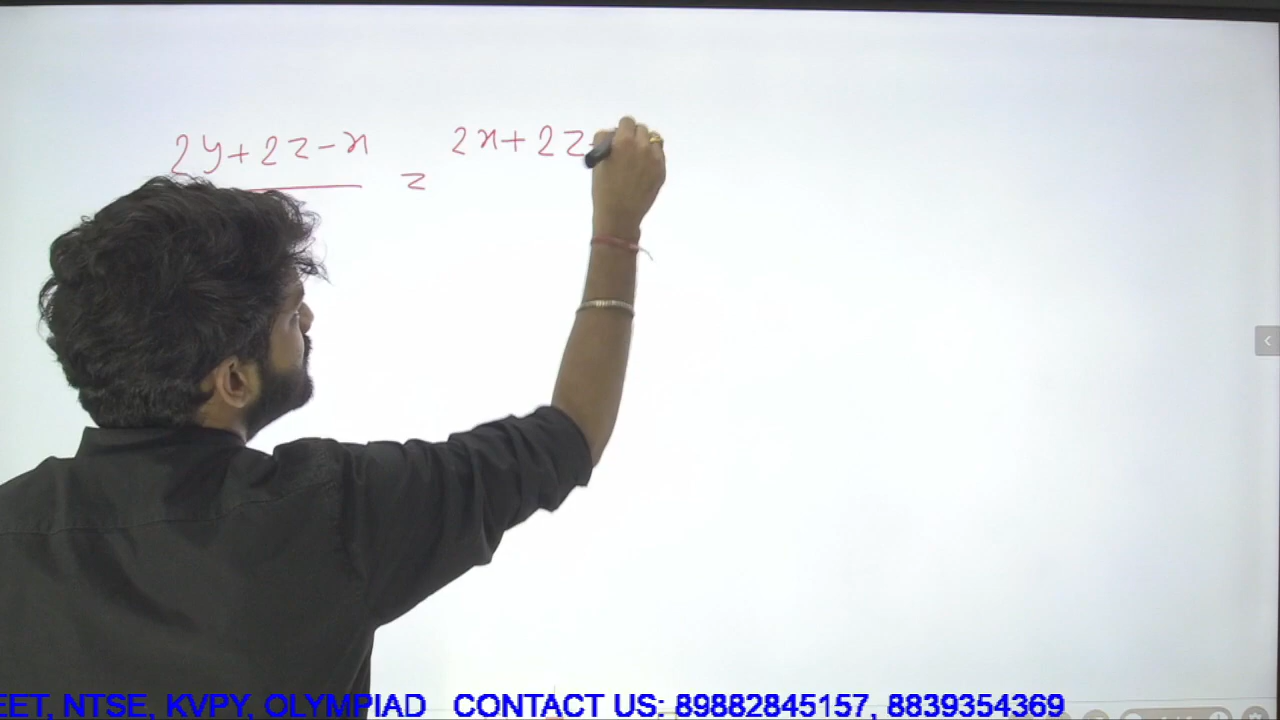 2y+2z-x = 2x+2z-
EET, NTSE, KVPY, OLYMPIAD CONTACT US: 89882845157, 8839354369